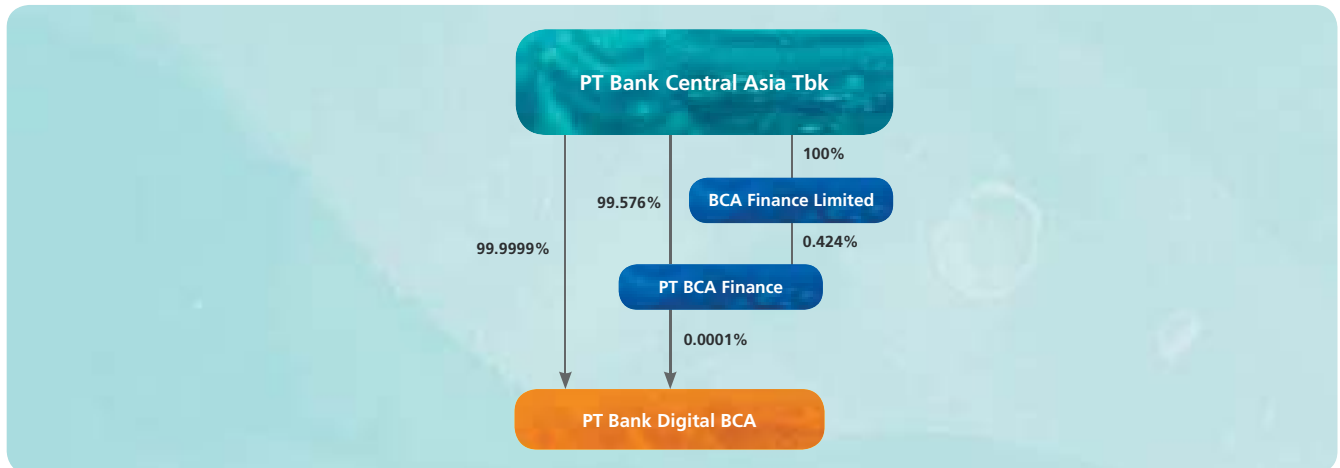 PT Bank Central Asia Tbk
100%
BCA Finance Limited
99.576%
0.424%
99.9999%
PT BCA Finance
0.0001%
PT Bank Digital BCA